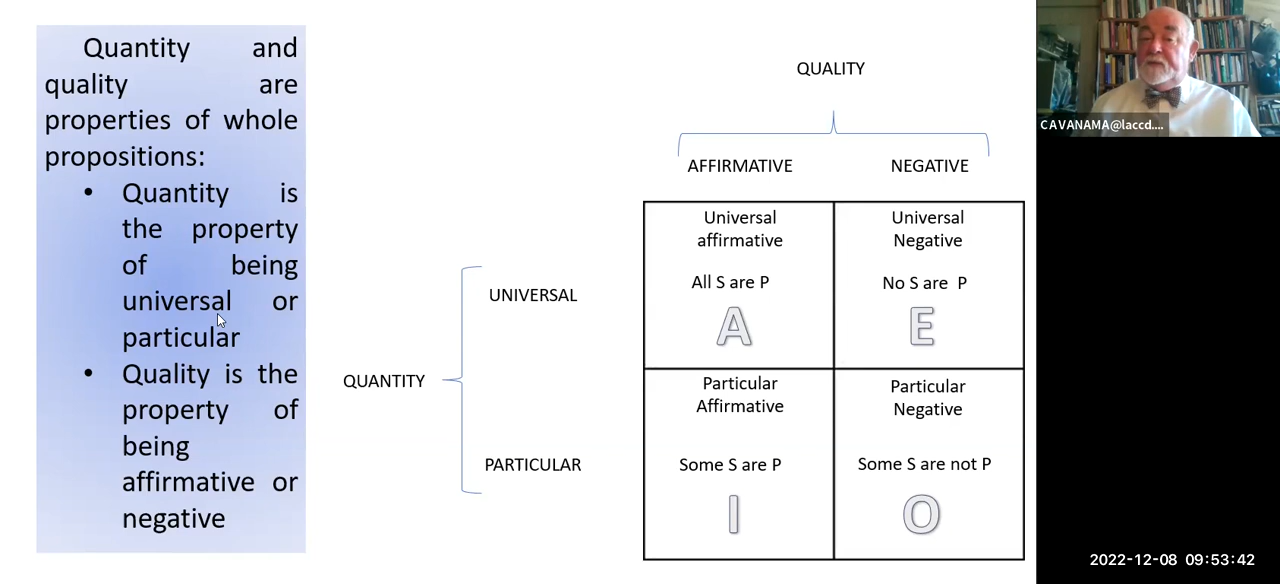 Quantity and
quality are
properties of whole
propositions:
• Quantity is
the property
of being
universal or
particular
• Quality is the
property of
being
affirmative or
negative
QUALITY
AFFIRMATIVE
NEGATIVE
QUANTITY
UNIVERSAL
PARTICULAR
Universal
affirmative
All S are P
A
Universal
Negative
No S are P
E
Particular
Affirmative
Some S are P
I
Particular
Negative
Some S are not P
O
CAVANAMA@laccd....
2022-12-08 09:53:42